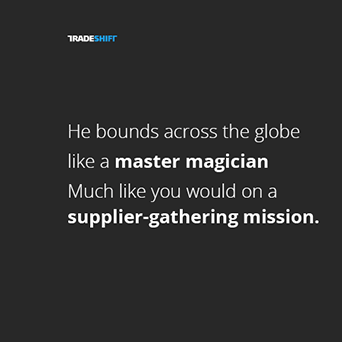 TRADESHIFT
He bounds across the globe
like a master magician
Much like you would on a
supplier-gathering mission.